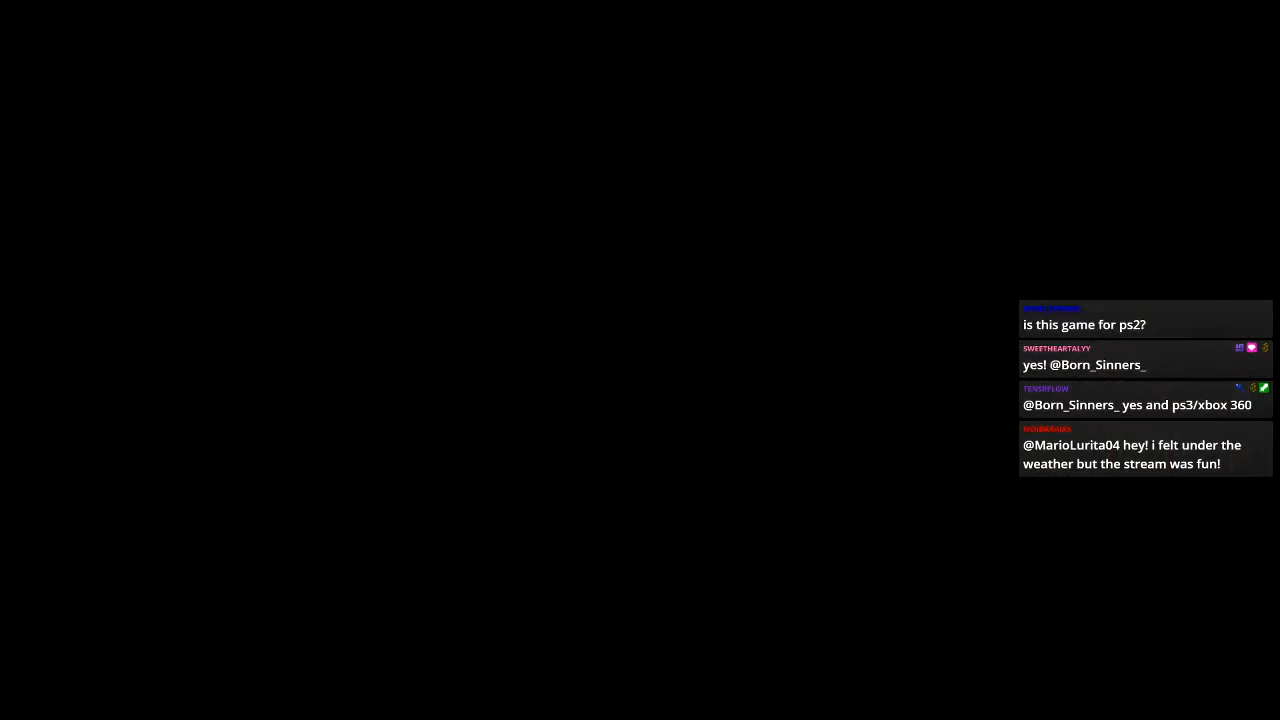 is this game for ps2?
SWEETHEARTALYY
yes! @Born_Sinners_
TENSRFLOW
@Born_Sinners_ yes and ps3/xbox 360
@MarioLurita04 hey! i felt under the
weather but the stream was fun!